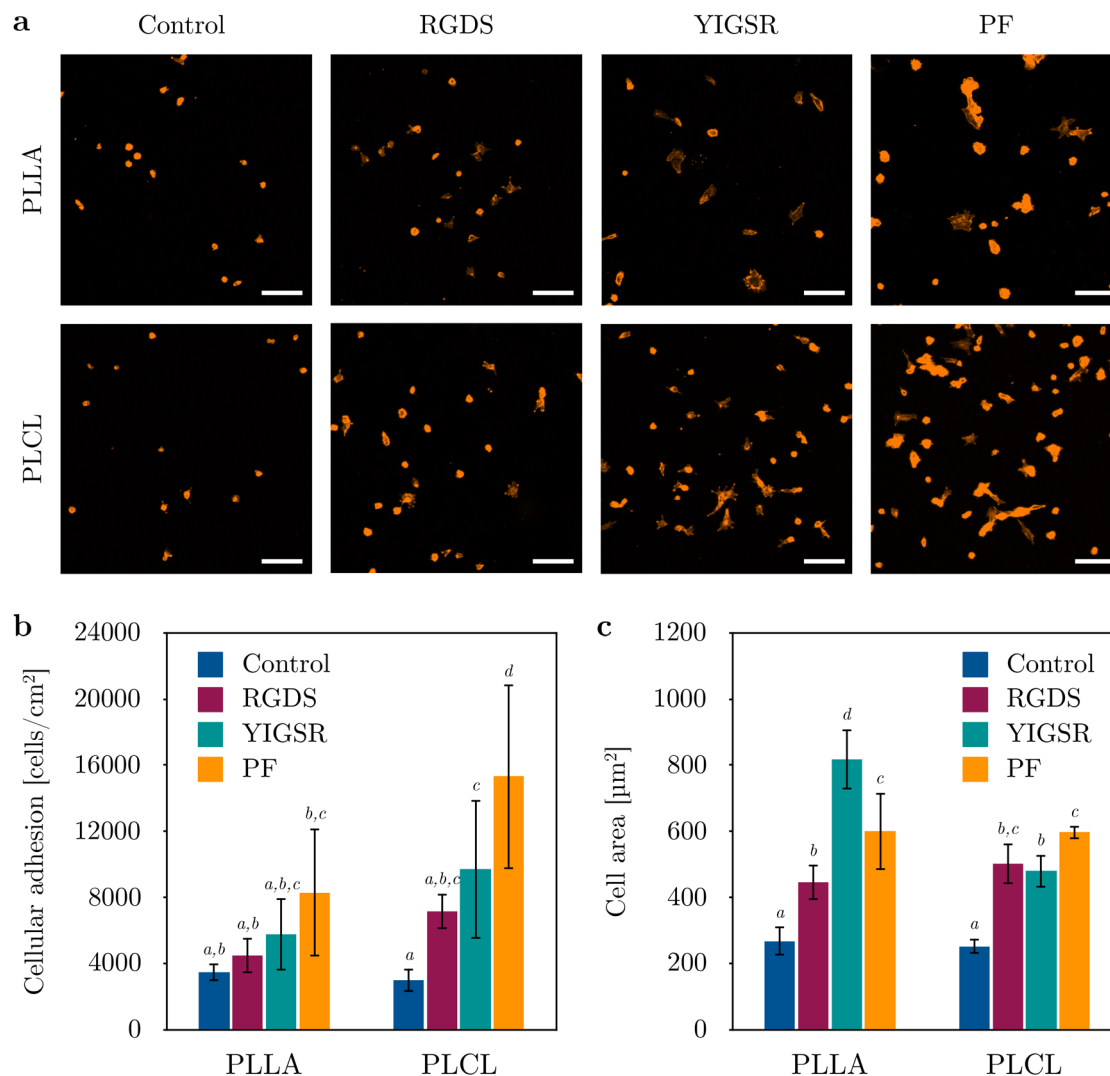 a
Control RGDS YIGSR PF
PLLA
PLCL
b
24000
20000
16000
12000
8000
4000
0
Cellular adhesion [cells/cm²]
Control
RGDS
YIGSR
PF
a,b
a,b
a,b,c
b,c
a
a,b,c
c
d
PLLA PLCL
c
1200
1000
800
600
400
200
0
Cell area [µm²]
Control
RGDS
YIGSR
PF
a
b
d
c
a
b,c
b
c
PLLA PLCL